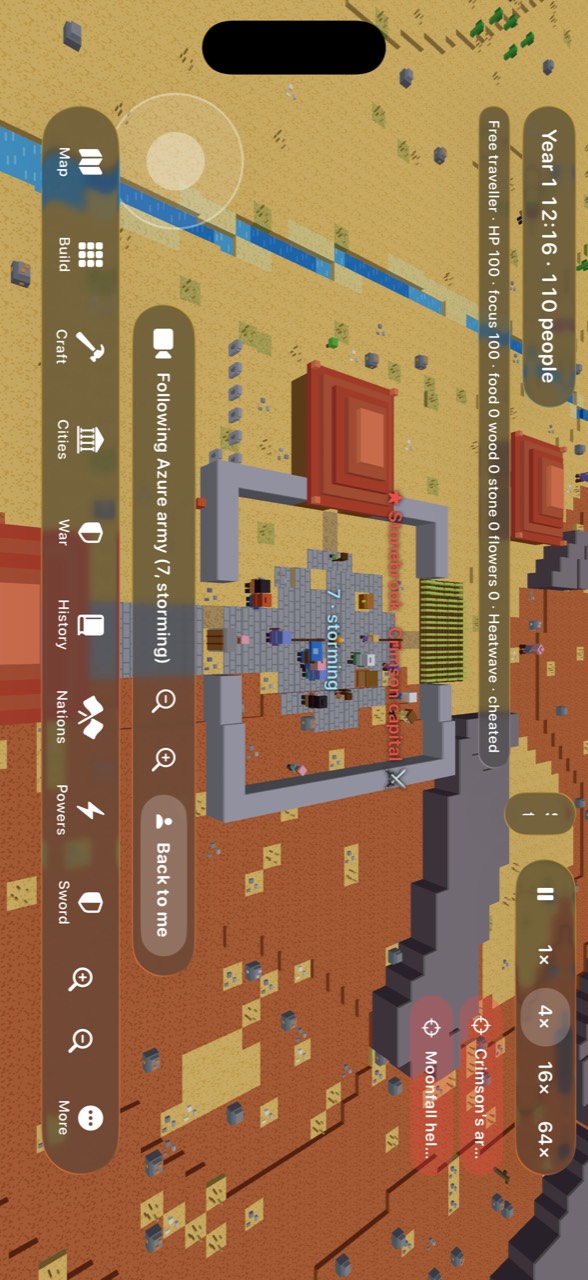 Year 1 12:16 · 110 people
1×
4×
16×
64×
Free traveller · HP 100 · focus 100 · food 0 wood 0 stone 0 flowers 0 · Heatwave · cheated
Crimson's ar...
Moonfall hel...
7 · storming
Following Azure army (7, storming)
Back to me
Map
Build
Craft
Cities
War
History
Nations
Powers
Sword
More